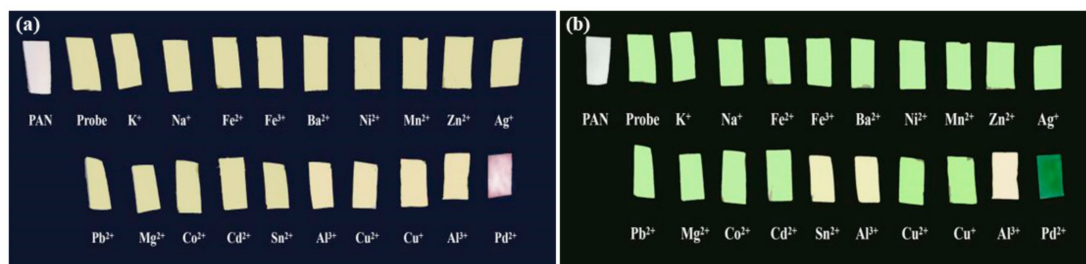 (a)
PAN Probe K⁺ Na⁺ Fe²⁺ Fe³⁺ Ba²⁺ Ni²⁺ Mn²⁺ Zn²⁺ Ag⁺
Pb²⁺ Mg²⁺ Co²⁺ Cd²⁺ Sn²⁺ Al³⁺ Cu²⁺ Cu⁺ Al³⁺ Pd²⁺
(b)
PAN Probe K⁺ Na⁺ Fe²⁺ Fe³⁺ Ba²⁺ Ni²⁺ Mn²⁺ Zn²⁺ Ag⁺
Pb²⁺ Mg²⁺ Co²⁺ Cd²⁺ Sn²⁺ Al³⁺ Cu²⁺ Cu⁺ Al³⁺ Pd²⁺